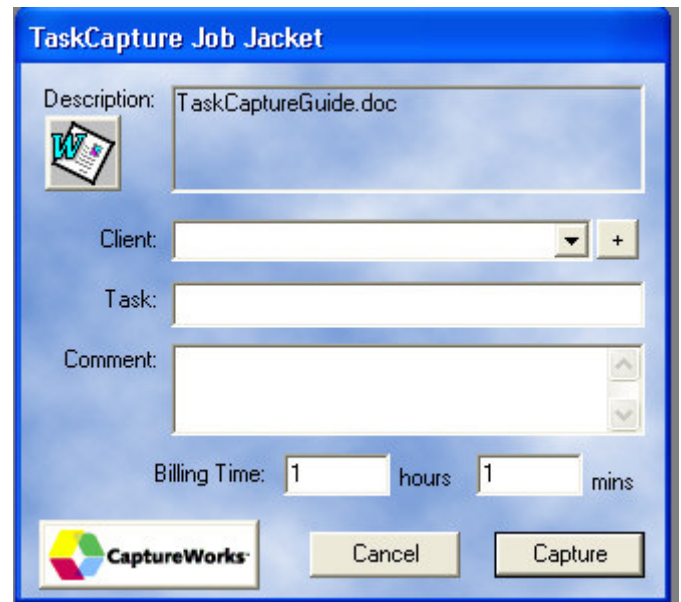 TaskCapture Job Jacket
Description: TaskCaptureGuide.doc
W
Client: +
Task:
Comment:
Billing Time: 1 hours 1 mins
CaptureWorks Cancel Capture